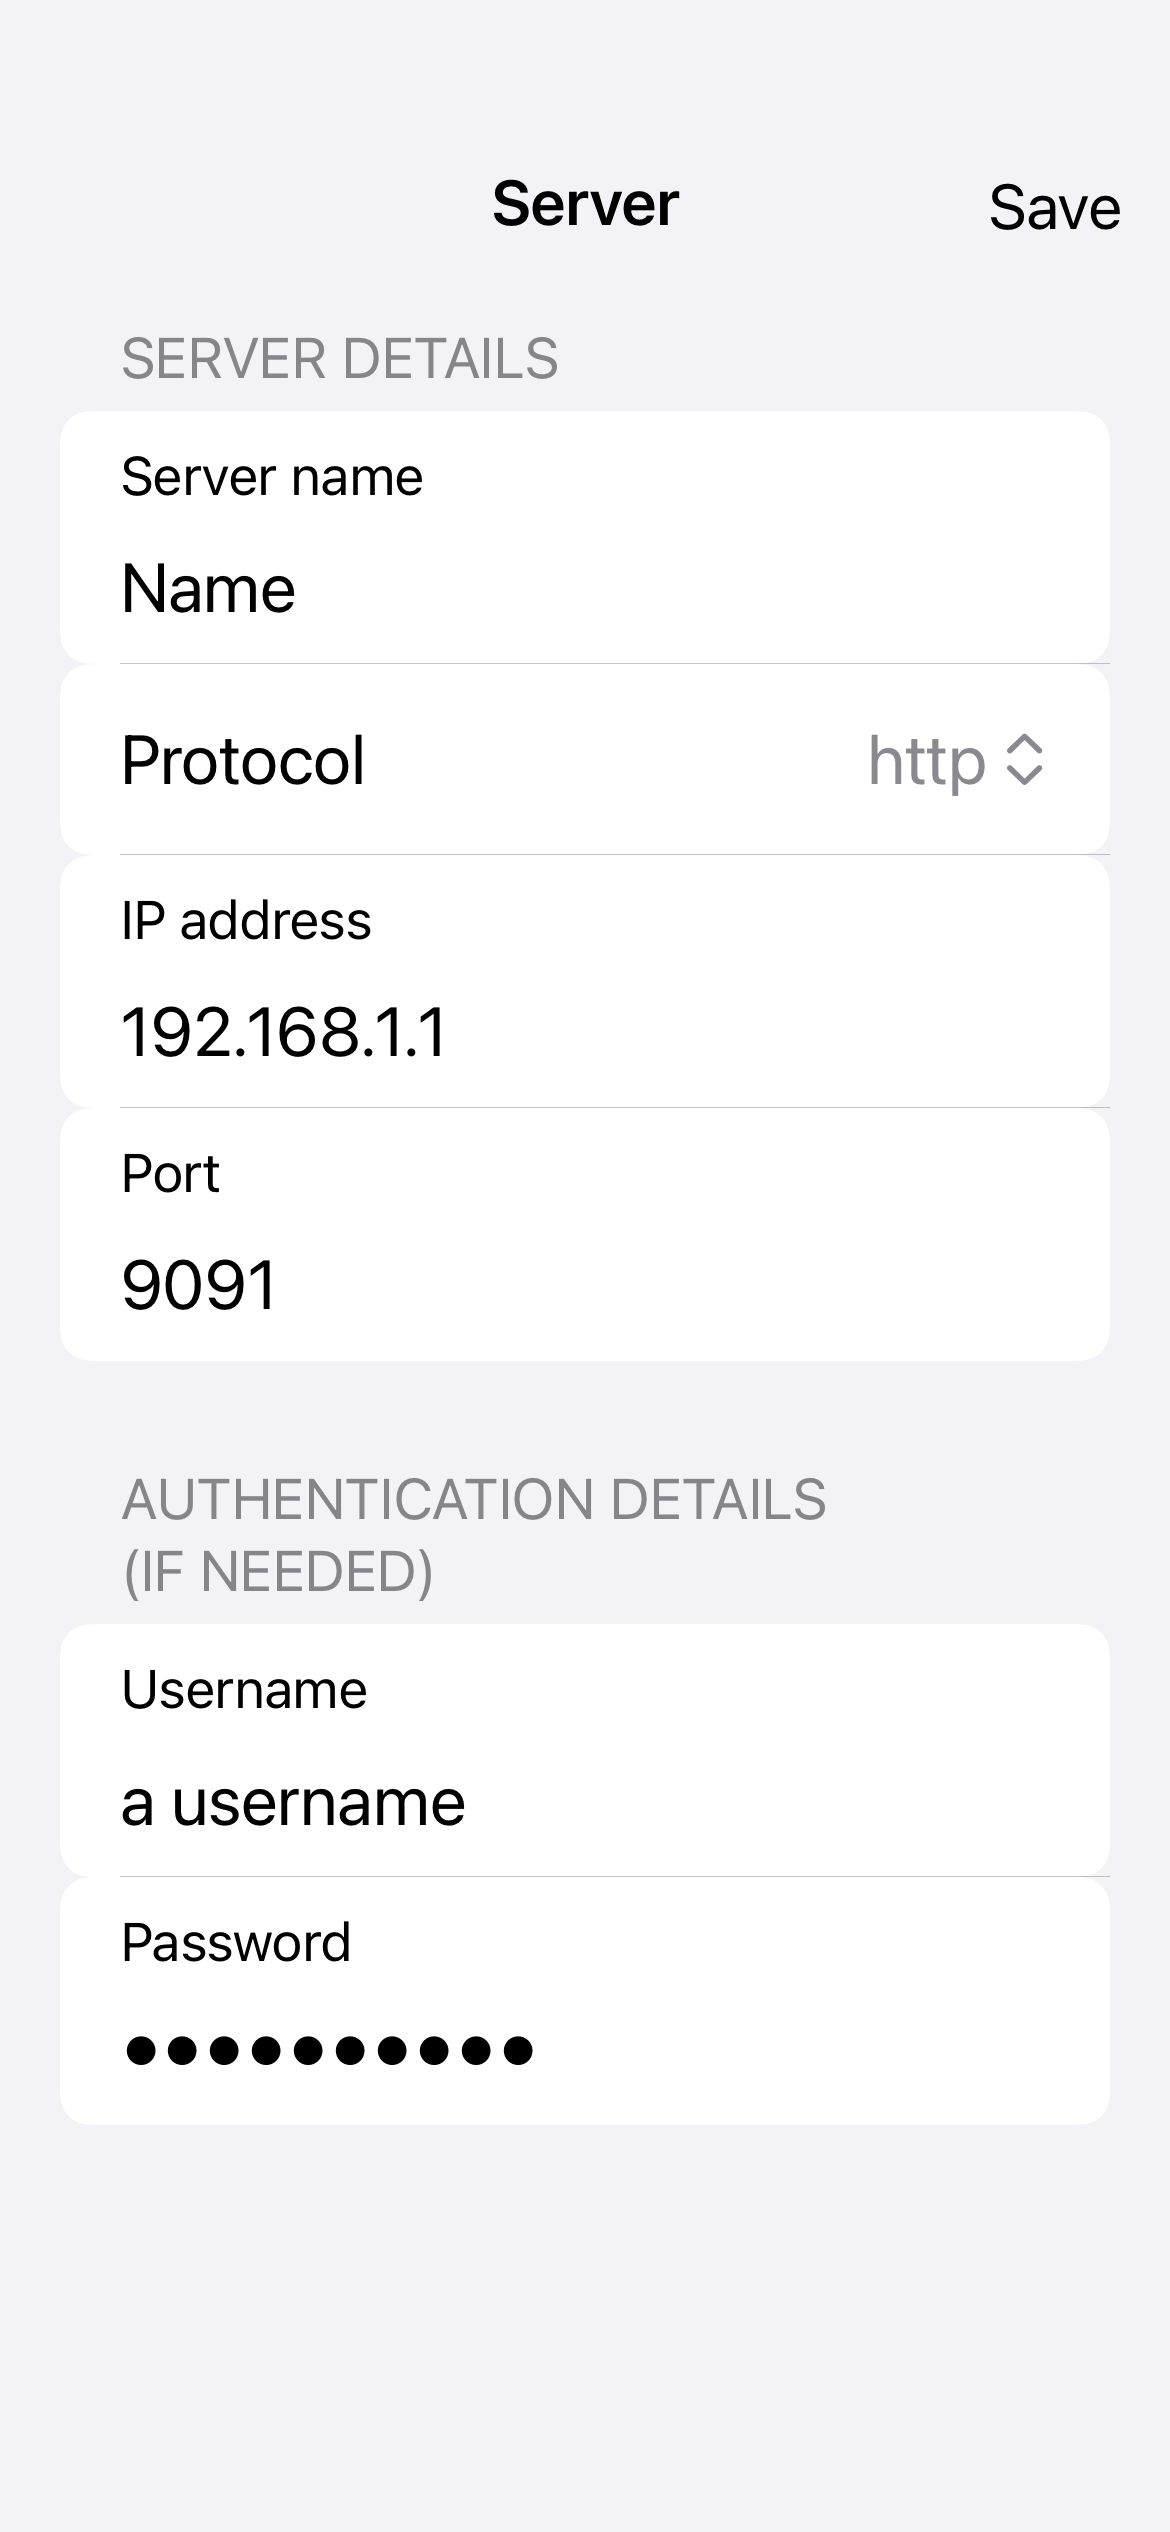 Server
Save
SERVER DETAILS
Server name
Name
Protocol
http
IP address
192.168.1.1
Port
9091
AUTHENTICATION DETAILS
(IF NEEDED)
Username
a username
Password
●●●●●●●●●●